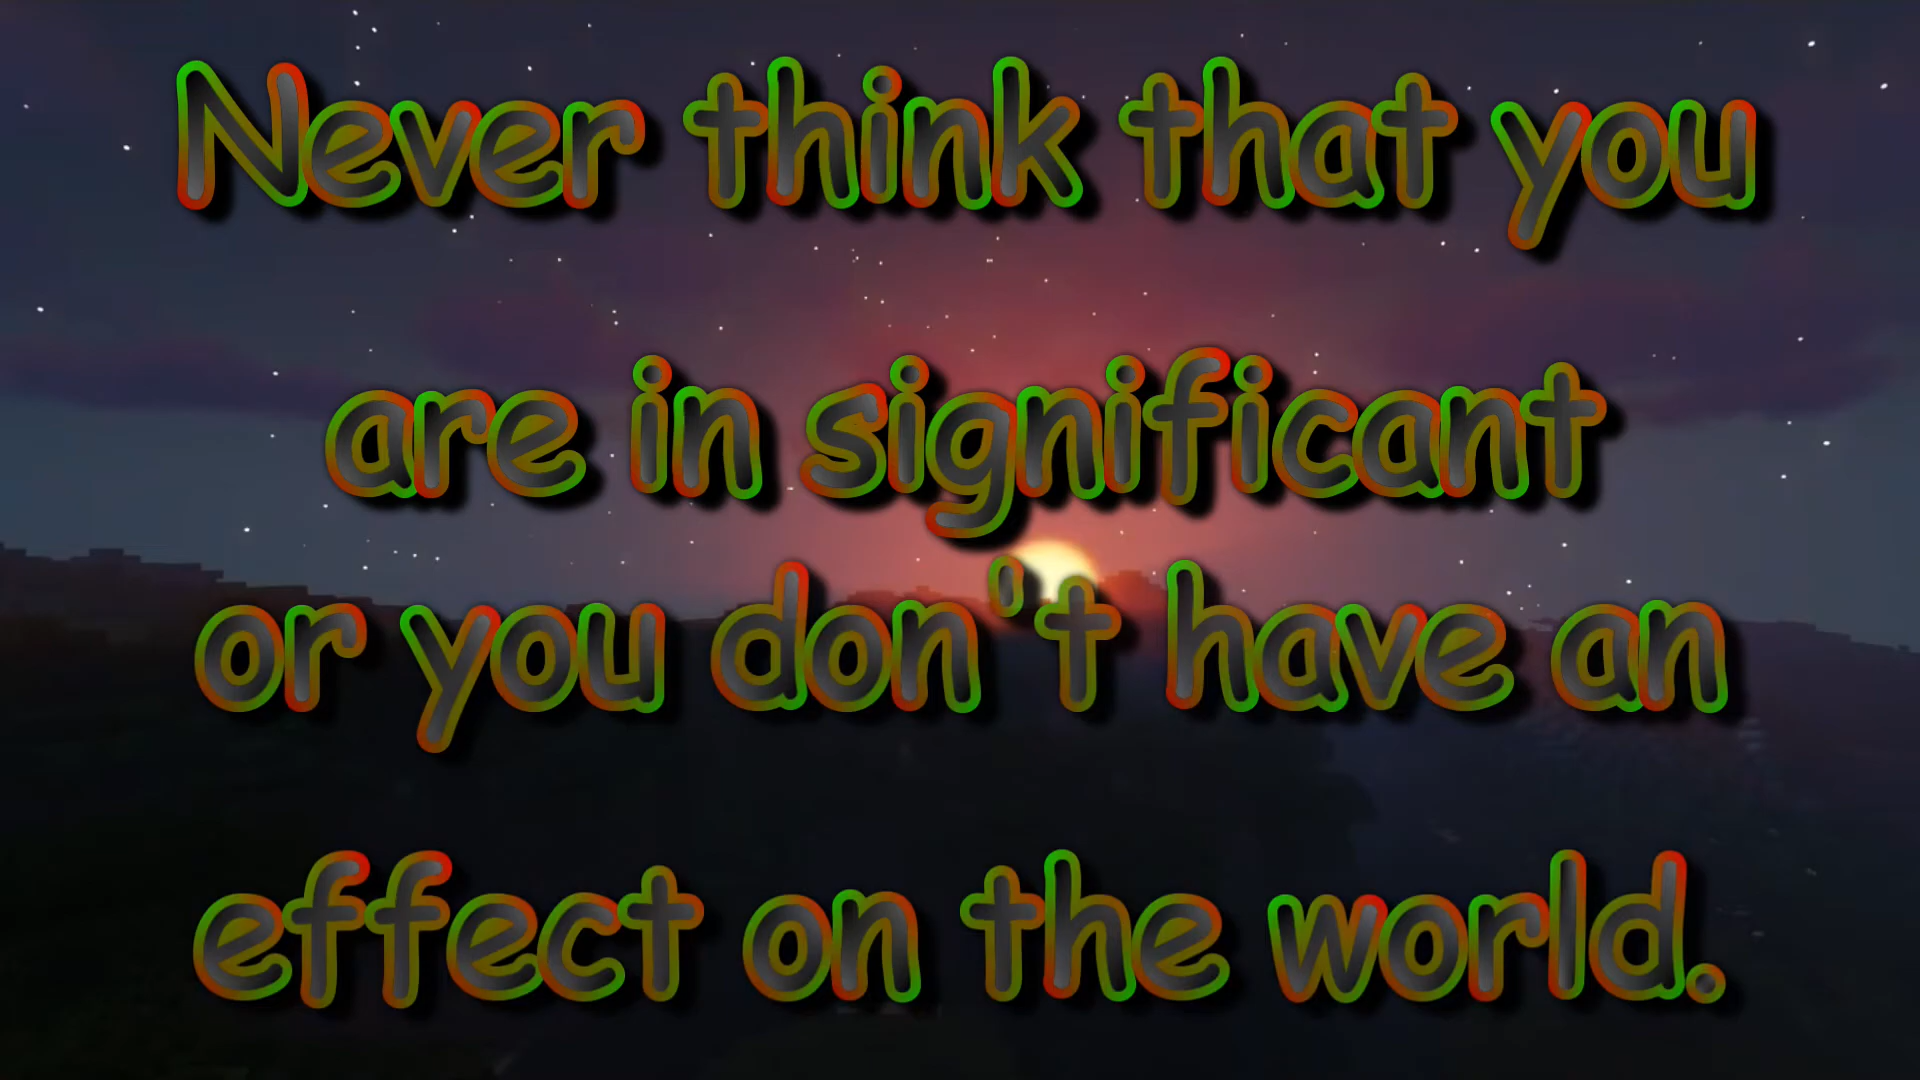 Never think that you
are in significant
or you don't have an
effect on the world.